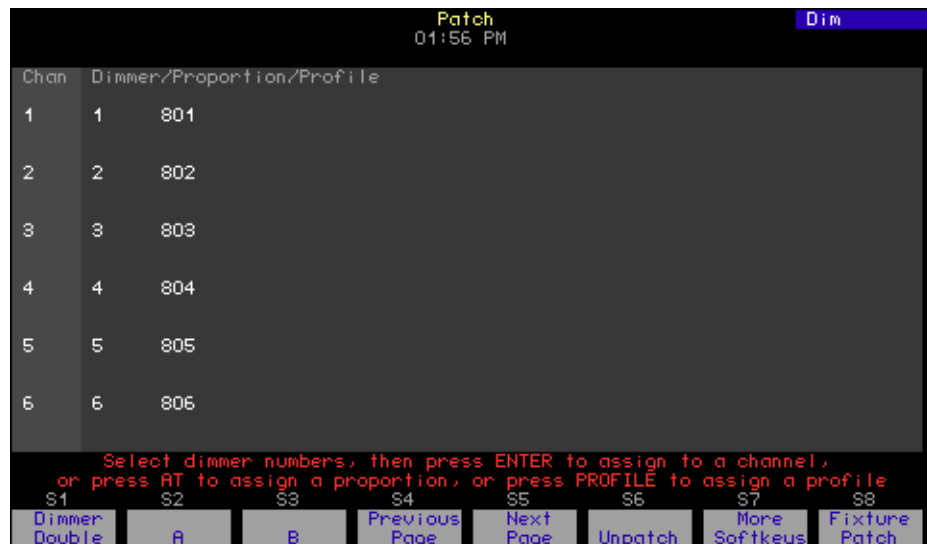 Patch Dim
01:56 PM
Chan Dimmer/Proportion/Profile
1 1 801
2 2 802
3 3 803
4 4 804
5 5 805
6 6 806
Select dimmer numbers, then press ENTER to assign to a channel,
or press AT to assign a proportion, or press PROFILE to assign a profile
S1 S2 S3 S4 S5 S6 S7 S8
Dimmer Double A B Previous Page Next Page Unpatch More Softkeys Fixture Patch